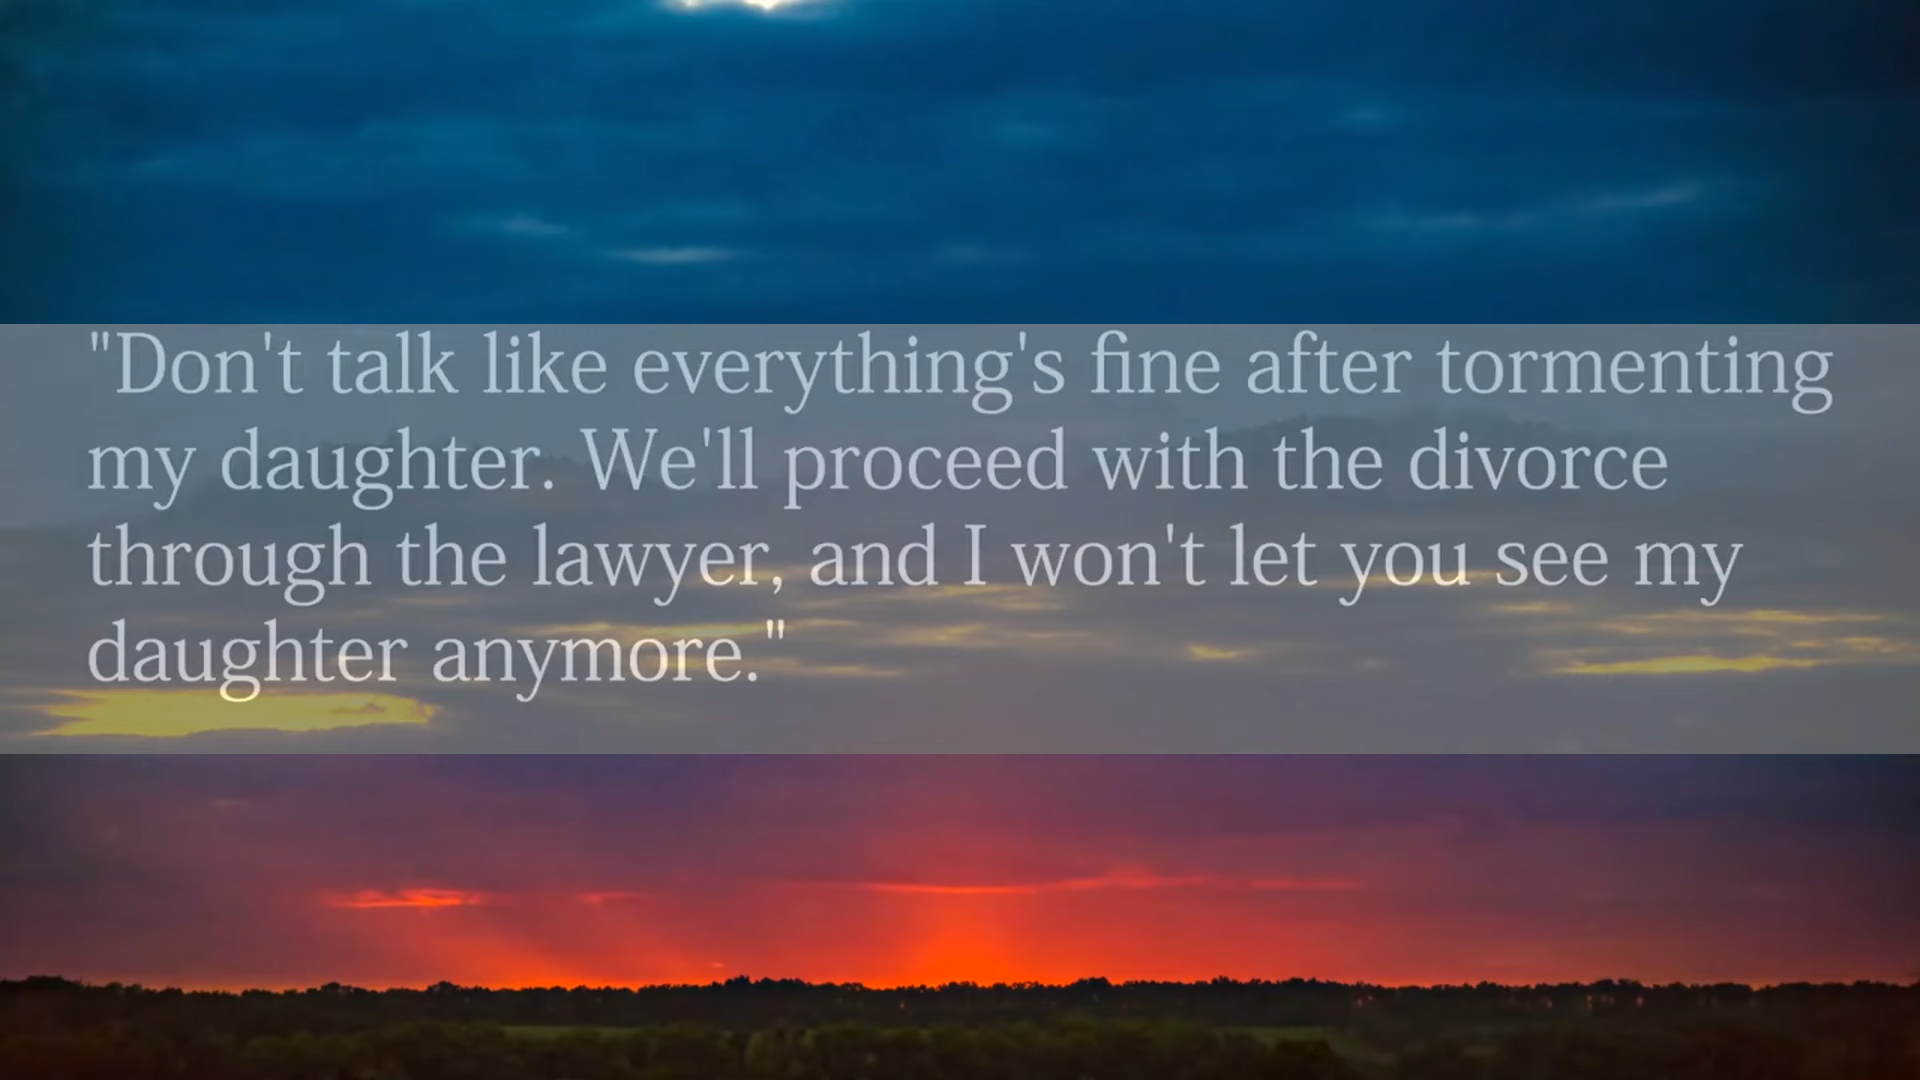 "Don't talk like everything's fine after tormenting
my daughter. We'll proceed with the divorce
through the lawyer, and I won't let you see my
daughter anymore."